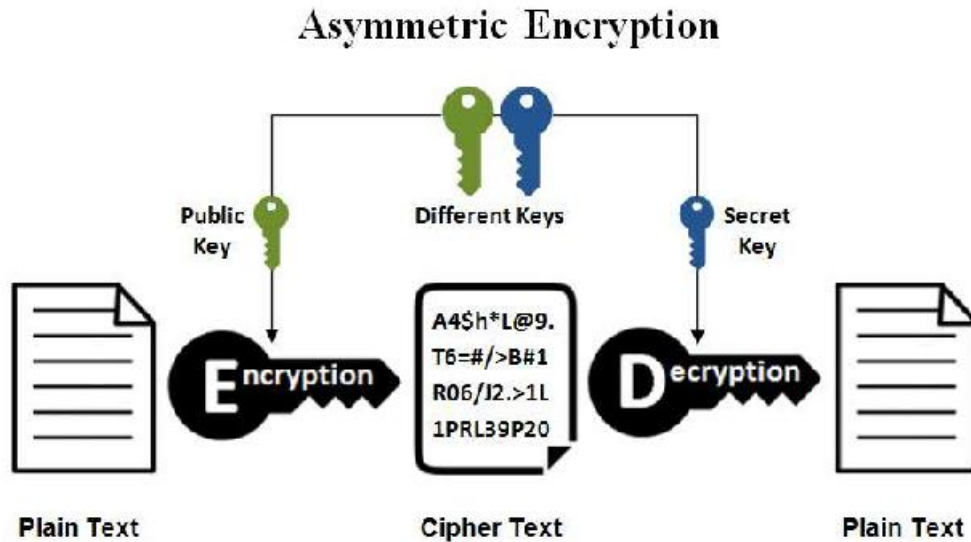 Asymmetric Encryption
Public
Key
Different Keys
Secret
Key
A4$h*L@9.
T6=#/>B#1
R06/J2.>1L
1PRL39P20
Encryption
Decryption
Plain Text
Cipher Text
Plain Text